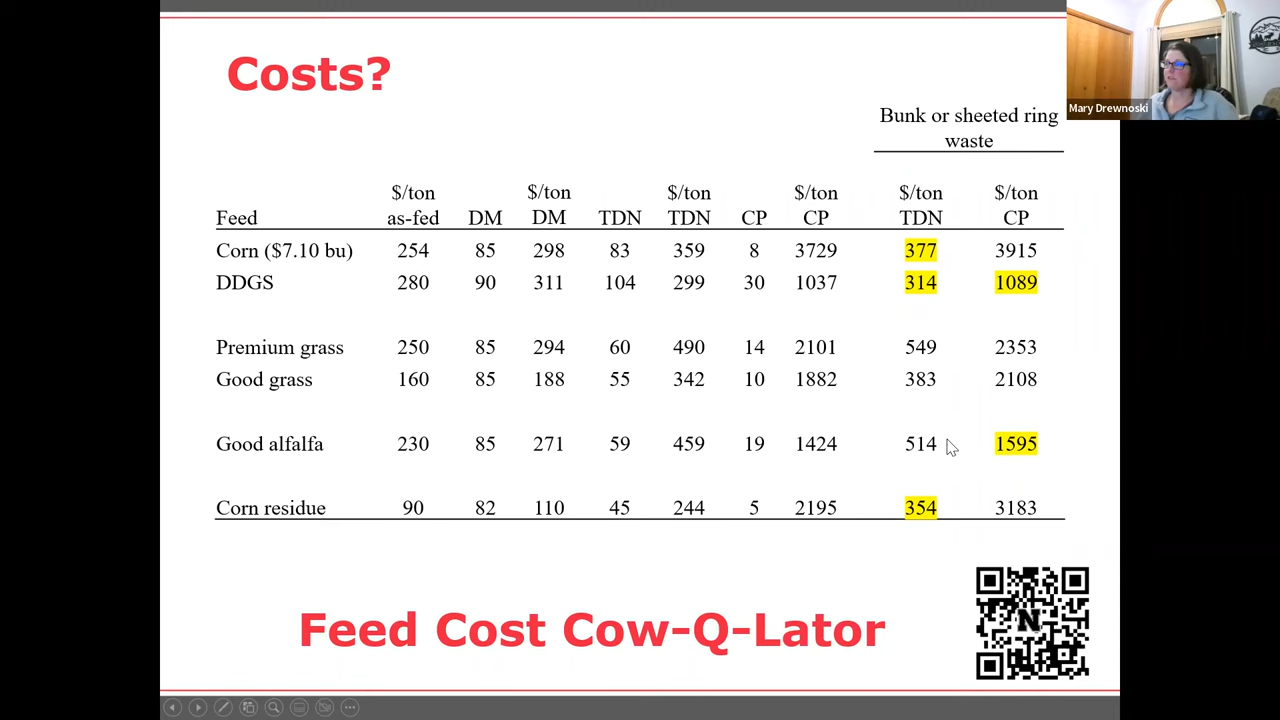 Costs?
Mary Drewnoski
Bunk or sheeted ring
waste
$/ton $/ton $/ton $/ton $/ton $/ton
Feed as-fed DM DM TDN TDN CP CP TDN CP
Corn ($7.10 bu) 254 85 298 83 359 8 3729 377 3915
DDGS 280 90 311 104 299 30 1037 314 1089
Premium grass 250 85 294 60 490 14 2101 549 2353
Good grass 160 85 188 55 342 10 1882 383 2108
Good alfalfa 230 85 271 59 459 19 1424 514 1595
Corn residue 90 82 110 45 244 5 2195 354 3183
Feed Cost Cow-Q-Lator
N